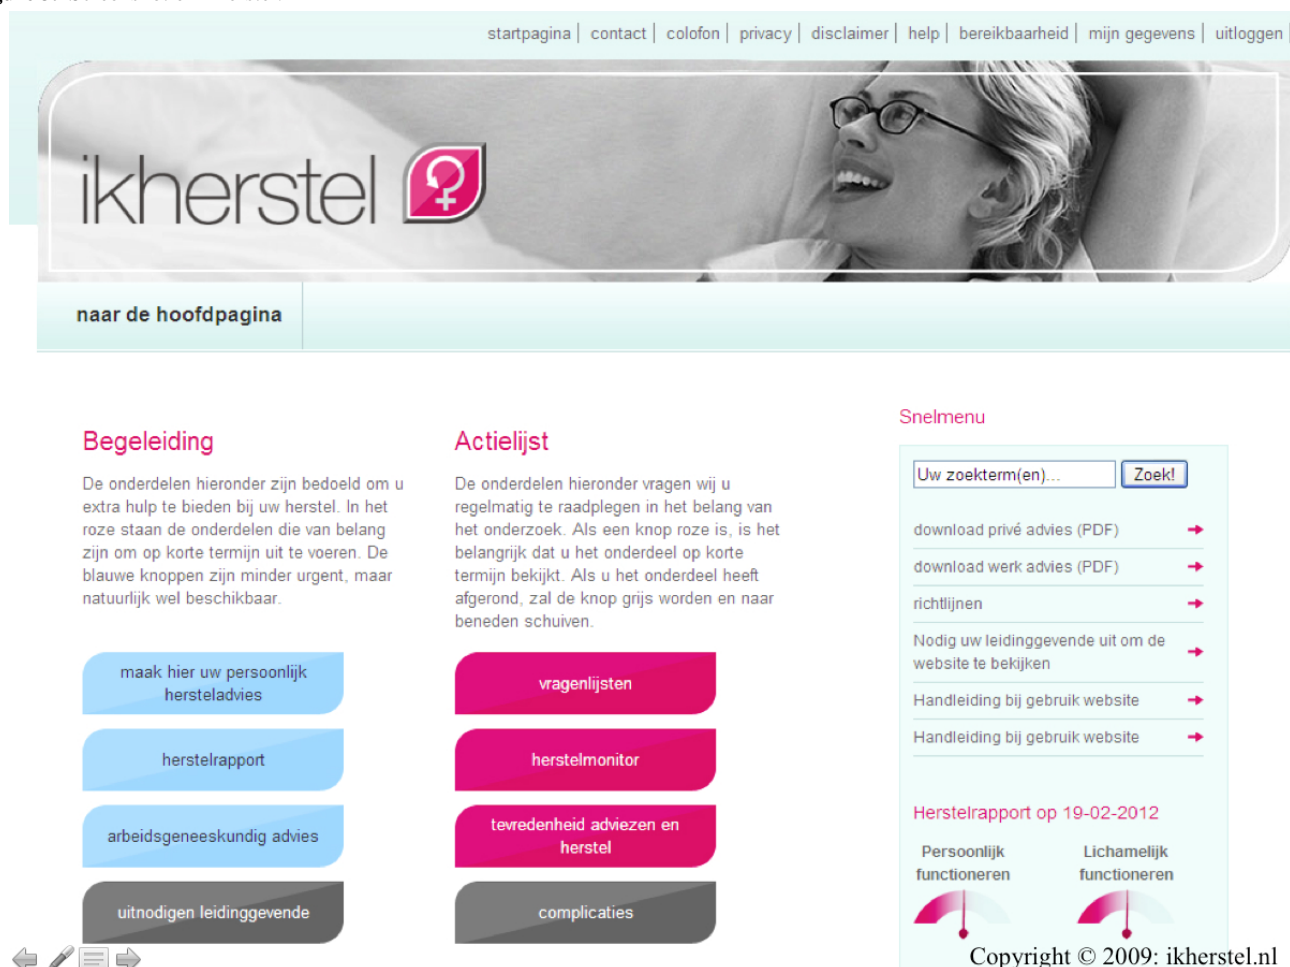 startpagina | contact | colofon | privacy | disclaimer | help | bereikbaarheid | mijn gegevens | uitloggen |
ikherstel
naar de hoofdpagina
Begeleiding
De onderdelen hieronder zijn bedoeld om u
extra hulp te bieden bij uw herstel. In het
roze staan de onderdelen die van belang
zijn om op korte termijn uit te voeren. De
blauwe knoppen zijn minder urgent, maar
natuurlijk wel beschikbaar.
maak hier uw persoonlijk
hersteladvies
herstelrapport
arbeidsgeneeskundig advies
uitnodigen leidinggevende
Actielijst
De onderdelen hieronder vragen wij u
regelmatig te raadplegen in het belang van
het onderzoek. Als een knop roze is, is het
belangrijk dat u het onderdeel op korte
termijn bekijkt. Als u het onderdeel heeft
afgerond, zal de knop grijs worden en naar
beneden schuiven.
vragenlijsten
herstelmonitor
tevredenheid adviezen en
herstel
complicaties
Snelmenu
Uw zoekterm(en)... Zoek!
download privé advies (PDF)
download werk advies (PDF)
richtlijnen
Nodig uw leidinggevende uit om de
website te bekijken
Handleiding bij gebruik website
Handleiding bij gebruik website
Herstelrapport op 19-02-2012
Persoonlijk
functioneren
Lichamelijk
functioneren
Copyright © 2009: ikherstel.nl